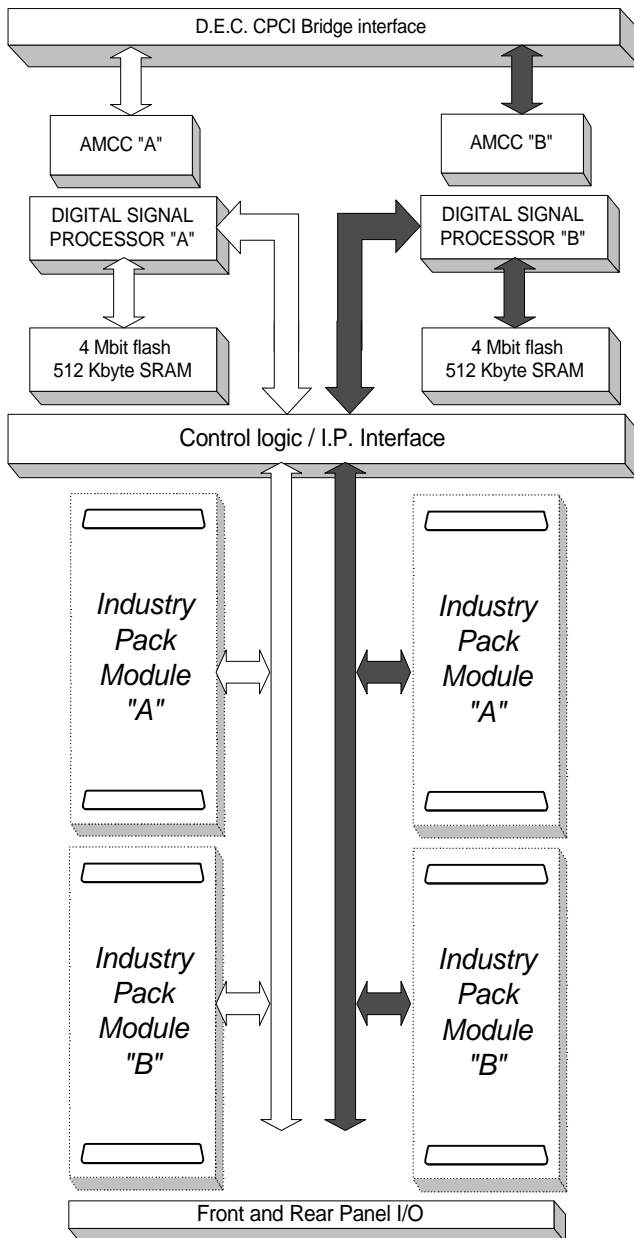 D.E.C. CPCI Bridge interface
AMCC "A"
AMCC "B"
DIGITAL SIGNAL
PROCESSOR "A"
DIGITAL SIGNAL
PROCESSOR "B"
4 Mbit flash
512 Kbyte SRAM
4 Mbit flash
512 Kbyte SRAM
Control logic / I.P. Interface
Industry
Pack
Module
"A"
Industry
Pack
Module
"A"
Industry
Pack
Module
"B"
Industry
Pack
Module
"B"
Front and Rear Panel I/O